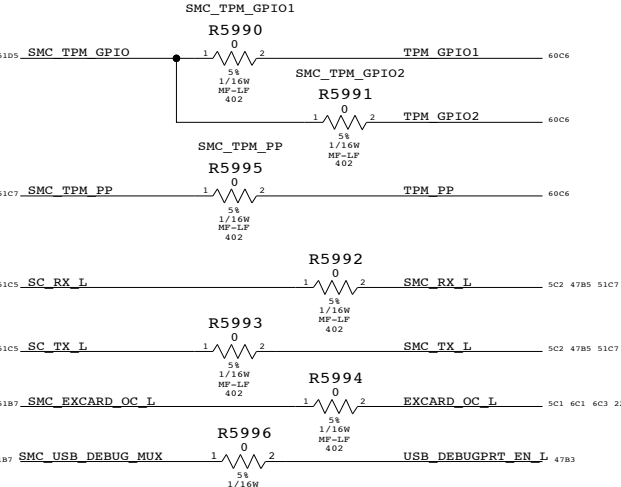 SMC_TPM_GPIO1
R5990
0
51D5 SMC_TPM_GPIO 1 2 TPM_GPIO1 60C6
5%
1/16W
MF-LF
402
SMC_TPM_GPIO2
R5991
0
1 2 TPM_GPIO2 60C6
5%
1/16W
MF-LF
402
SMC_TPM_PP
R5995
0
51C7 SMC_TPM_PP 1 2 TPM_PP 60C6
5%
1/16W
MF-LF
402
R5992
0
51C5 SC_RX_L 1 2 SMC_RX_L 5C2 47B5 51C7
5%
1/16W
MF-LF
402
R5993
0
51C5 SC_TX_L 1 2 SMC_TX_L 5C2 47B5 51C7
5%
1/16W
MF-LF
402
R5994
0
51B7 SMC_EXCARD_OC_L 1 2 EXCARD_OC_L 5C1 6C1 6C3
5%
1/16W
MF-LF
402
R5996
0
SMC_USB_DEBUG_MUX 1 2 USB_DEBUGPRT_EN_L 47B3
5%
1/16W